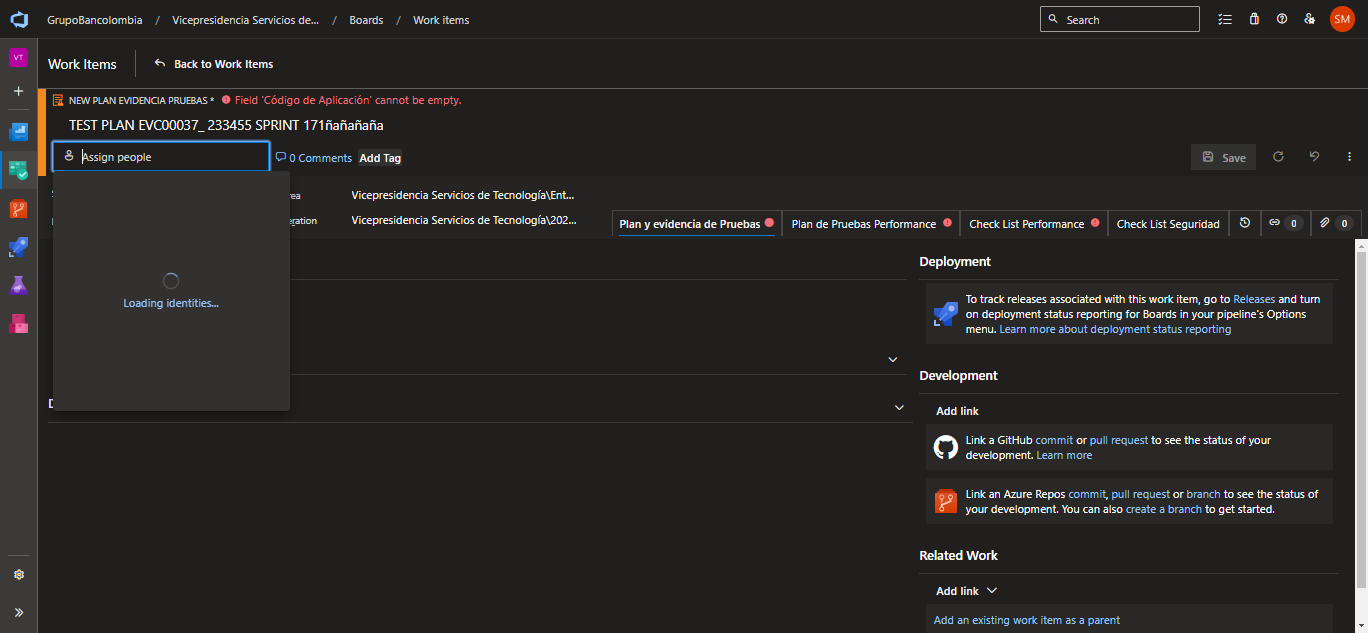 GrupoBancolombia / Vicepresidencia Servicios de... / Boards / Work items
Search
SM
VT
Work Items
Back to Work Items
NEW PLAN EVIDENCIA PRUEBAS * Field 'Código de Aplicación' cannot be empty.
TEST PLAN EVC00037_ 233455 SPRINT 171ñañañaña
Assign people
0 Comments
Add Tag
Save
rea
Vicepresidencia Servicios de Tecnología\Ent...
eration
Vicepresidencia Servicios de Tecnología\202...
Plan y evidencia de Pruebas
Plan de Pruebas Performance
Check List Performance
Check List Seguridad
0
0
Loading identities...
D
Deployment
To track releases associated with this work item, go to Releases and turn
on deployment status reporting for Boards in your pipeline's Options
menu. Learn more about deployment status reporting
Development
Add link
Link a GitHub commit or pull request to see the status of your
development. Learn more
Link an Azure Repos commit, pull request or branch to see the status of
your development. You can also create a branch to get started.
Related Work
Add link
Add an existing work item as a parent